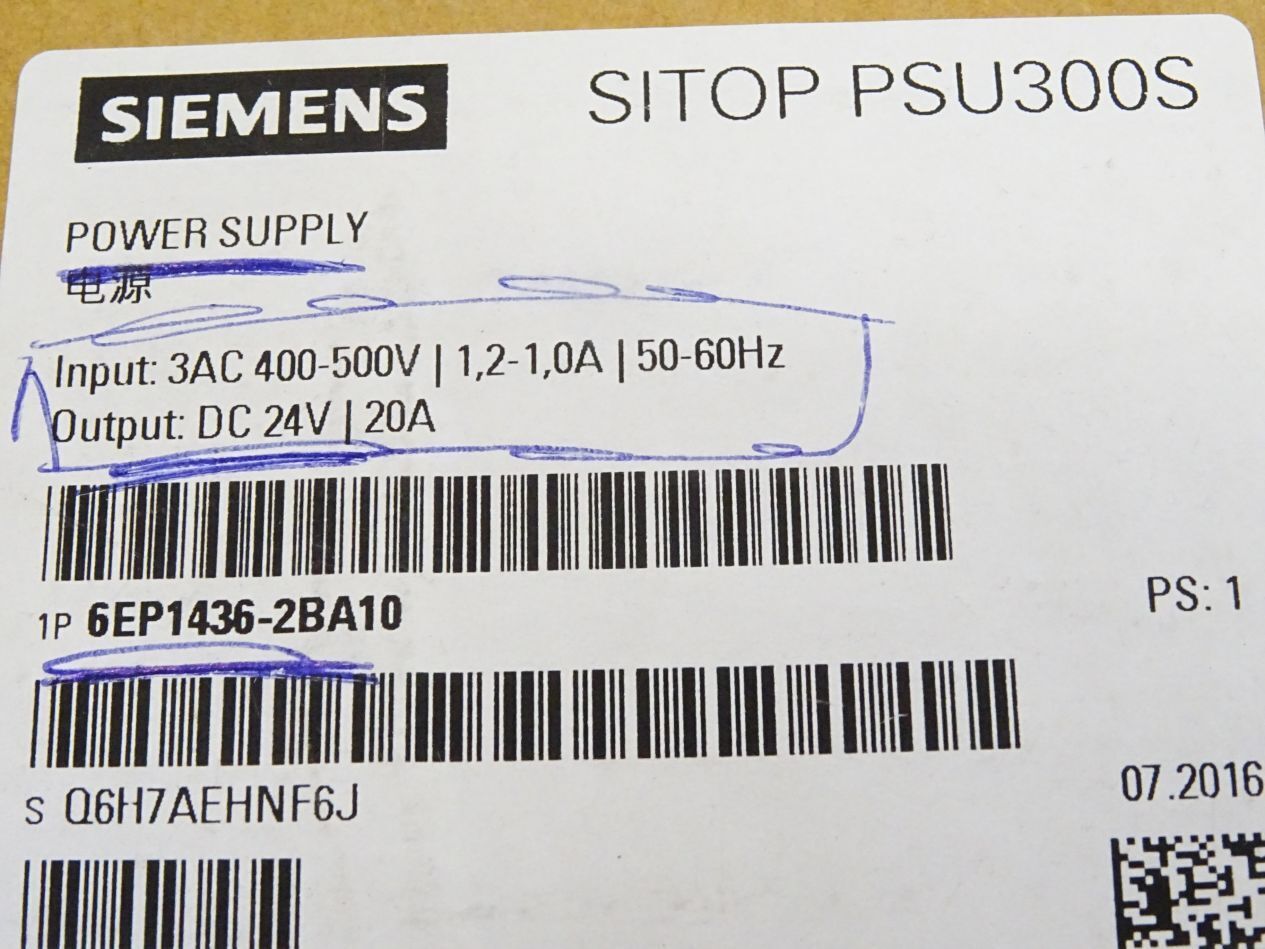 SIEMENS
SITOP PSU300S
POWER SUPPLY
电源
Input: 3AC 400-500V | 1,2-1,0A | 50-60Hz
Output: DC 24V | 20A
1P 6EP1436-2BA10
PS: 1
S Q6H7AEHNF6J
07.2016